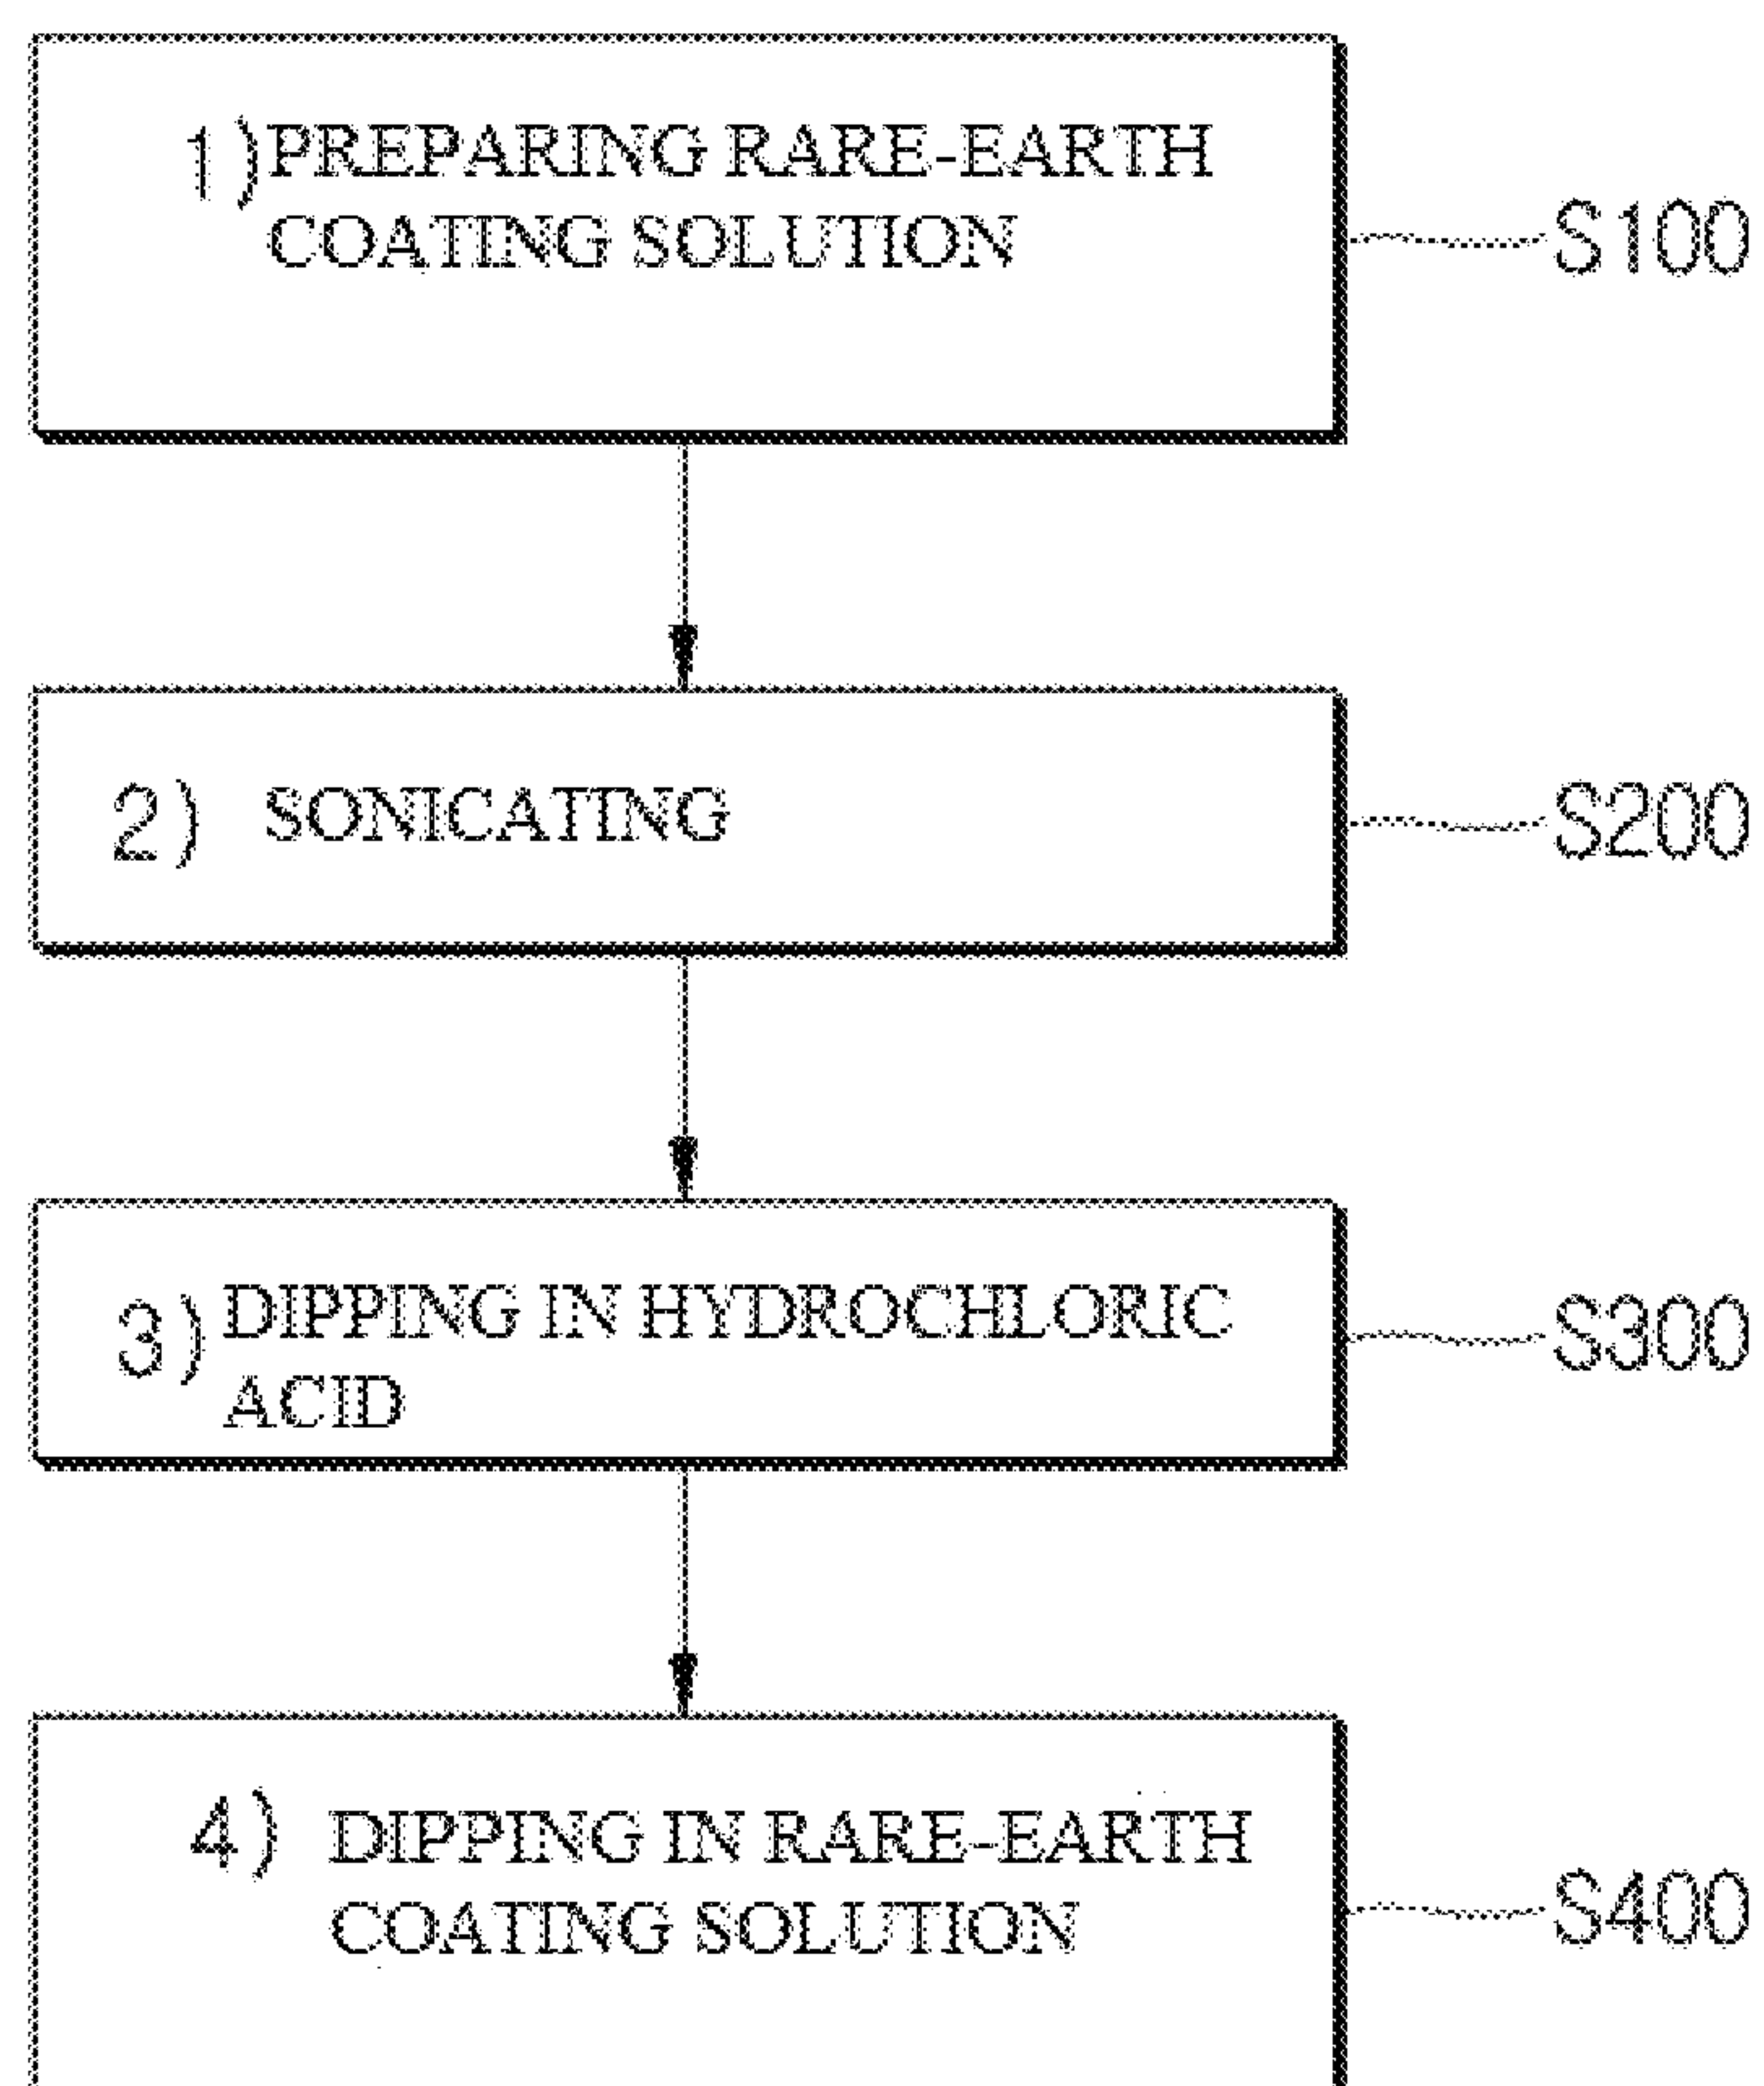 1) PREPARING RARE-EARTH
COATING SOLUTION
S100
2) SONICATING
S200
3) DIPPING IN HYDROCHLORIC
ACID
S300
4) DIPPING IN RARE-EARTH
COATING SOLUTION
S400